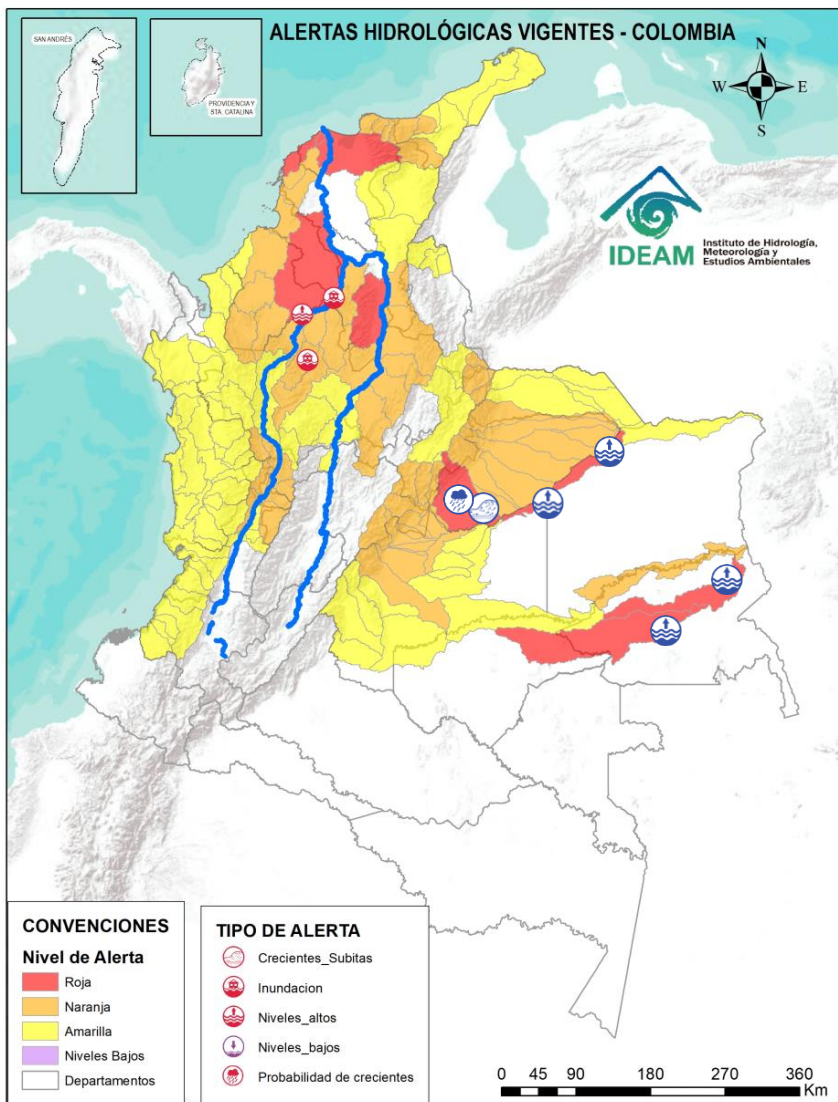 ALERTAS HIDROLÓGICAS VIGENTES - COLOMBIA
SAN ANDRÉS
PROVIDENCIA Y
STA. CATALINA
N
W E
S
IDEAM
Instituto de Hidrología,
Meteorología y
Estudios Ambientales
CONVENCIONES
Nivel de Alerta
Roja
Naranja
Amarilla
Niveles Bajos
Departamentos
TIPO DE ALERTA
Crecientes_Subitas
Inundacion
Niveles_altos
Niveles_bajos
Probabilidad de crecientes
0 45 90 180 270 360
Km